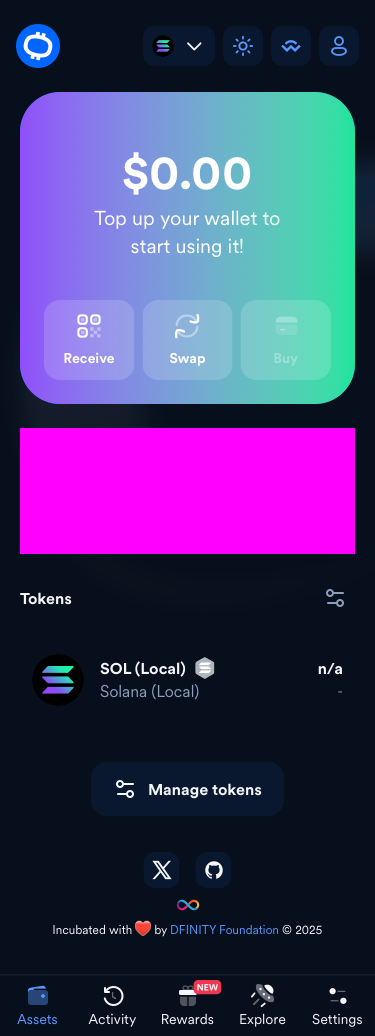 $0.00
Top up your wallet to
start using it!
Receive Swap Buy
Tokens
SOL (Local) n/a
Solana (Local) -
Manage tokens
Incubated with ❤️ by DFINITY Foundation © 2025
NEW
Assets Activity Rewards Explore Settings